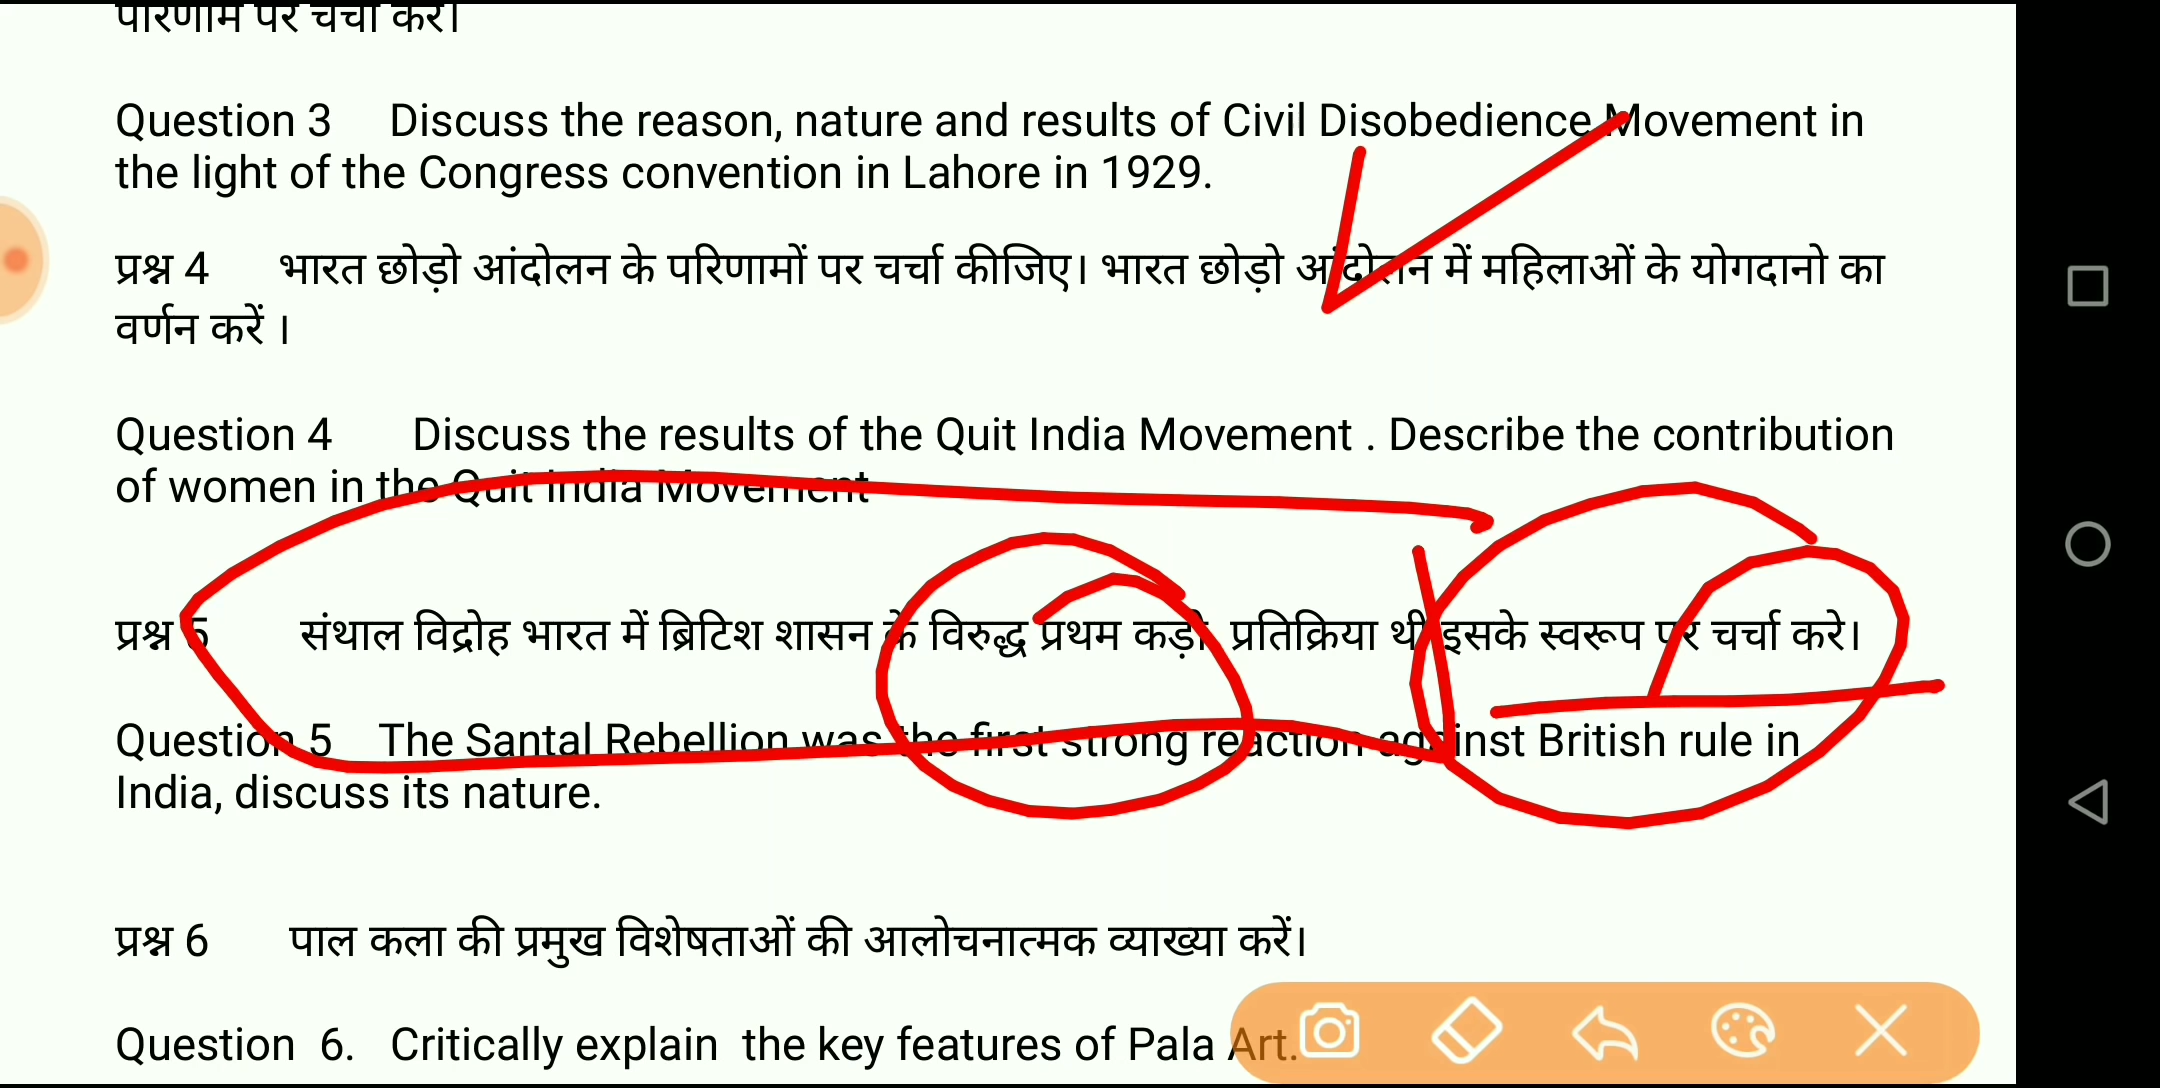 परिणाम पर चर्चा करें।
Question 3 Discuss the reason, nature and results of Civil Disobedience Movement in
the light of the Congress convention in Lahore in 1929.
प्रश्न 4 भारत छोड़ो आंदोलन के परिणामों पर चर्चा कीजिए। भारत छोड़ो आंदोलन में महिलाओं के योगदानो का
वर्णन करें ।
Question 4 Discuss the results of the Quit India Movement . Describe the contribution
of women in the Quit India Movement
प्रश्न 5 संथाल विद्रोह भारत में ब्रिटिश शासन के विरुद्ध प्रथम कड़ी प्रतिक्रिया थी इसके स्वरूप पर चर्चा करे।
Question 5 The Santal Rebellion was the first strong reaction against British rule in
India, discuss its nature.
प्रश्न 6 पाल कला की प्रमुख विशेषताओं की आलोचनात्मक व्याख्या करें।
Question 6. Critically explain the key features of Pala Art.